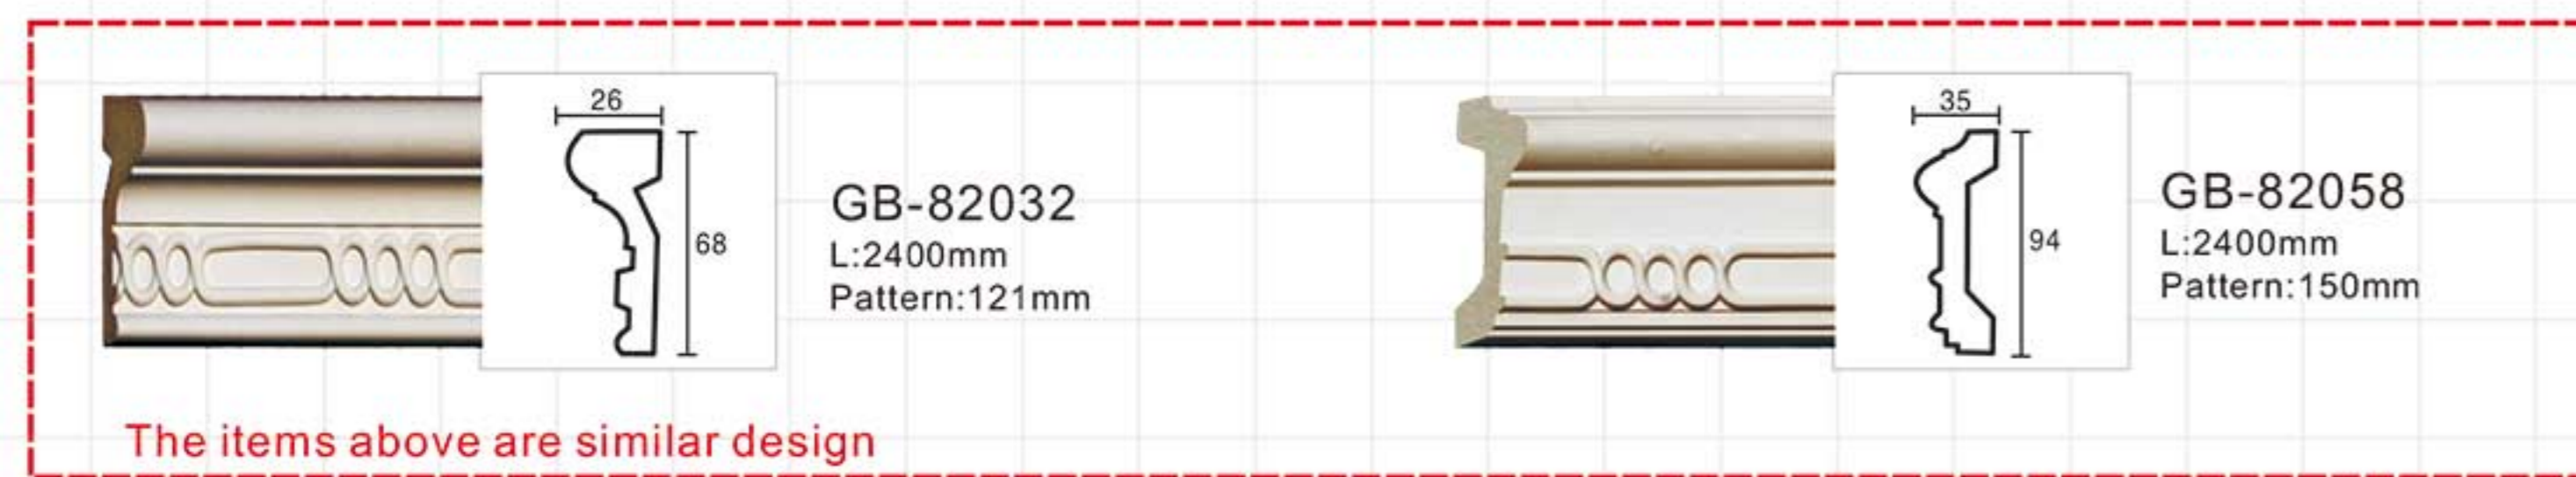 26
68
GB-82032
L:2400mm
Pattern:121mm
35
94
GB-82058
L:2400mm
Pattern:150mm
The items above are similar design